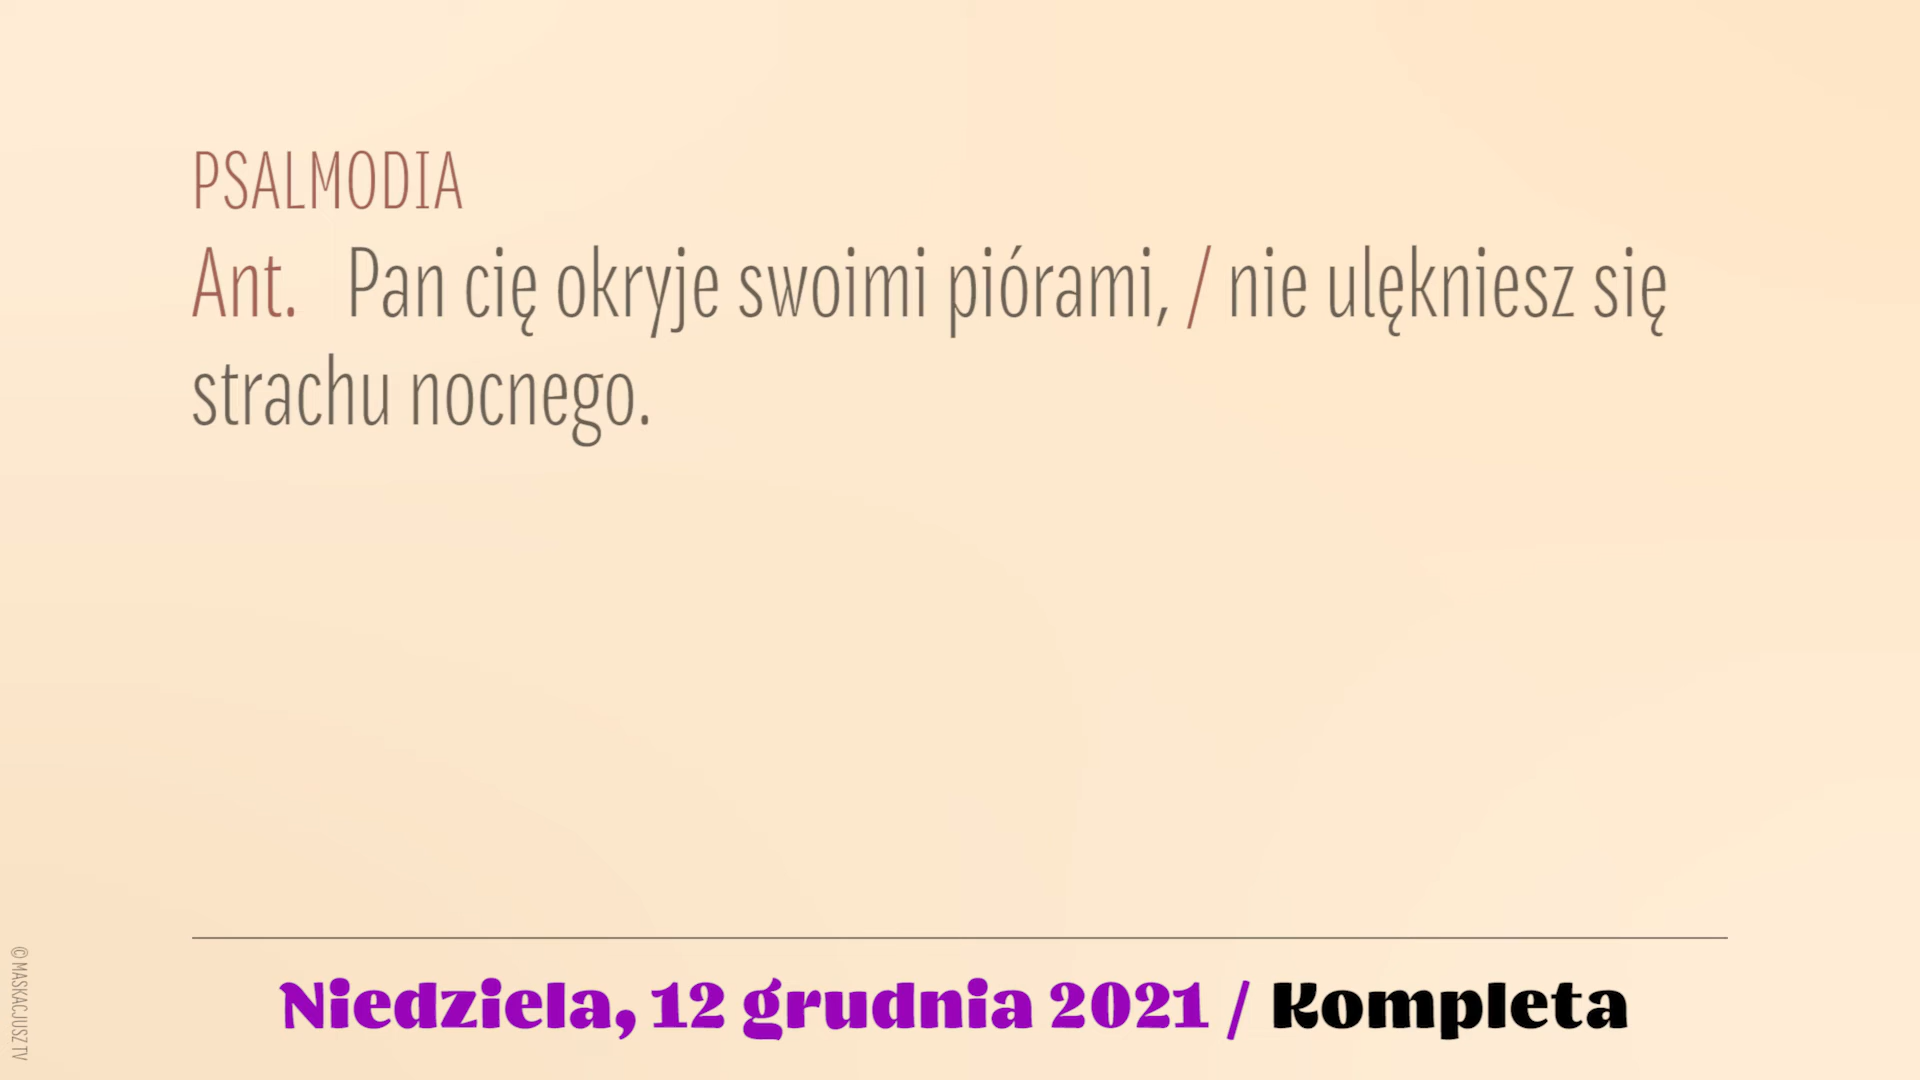 PSALMODIA
Ant. Pan cię okryje swoimi piórami, / nie ulękniesz się
strachu nocnego.
Niedziela, 12 grudnia 2021 / Kompleta
© MASKACJUSZ TV